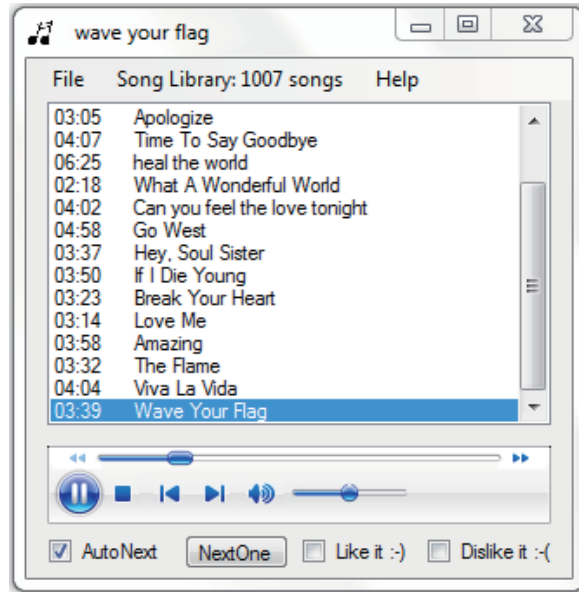 wave your flag
File Song Library: 1007 songs Help
03:05 Apologize
04:07 Time To Say Goodbye
06:25 heal the world
02:18 What A Wonderful World
04:02 Can you feel the love tonight
04:58 Go West
03:37 Hey, Soul Sister
03:50 If I Die Young
03:23 Break Your Heart
03:14 Love Me
03:58 Amazing
03:32 The Flame
04:04 Viva La Vida
03:39 Wave Your Flag
AutoNext NextOne Like it :-) Dislike it :-(